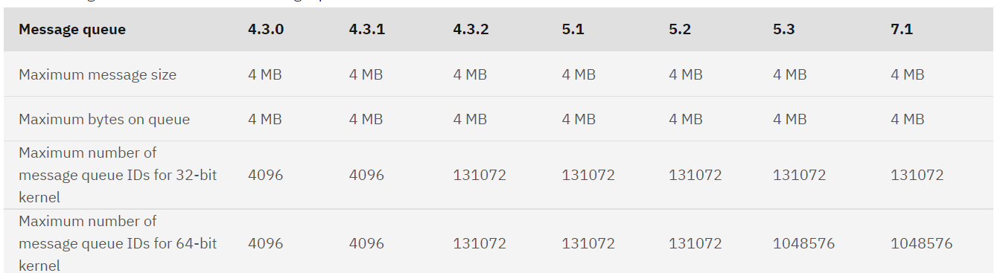 Message queue 4.3.0 4.3.1 4.3.2 5.1 5.2 5.3 7.1
Maximum message size 4 MB 4 MB 4 MB 4 MB 4 MB 4 MB 4 MB
Maximum bytes on queue 4 MB 4 MB 4 MB 4 MB 4 MB 4 MB 4 MB
Maximum number of
message queue IDs for 32-bit 4096 4096 131072 131072 131072 131072 131072
kernel
Maximum number of
message queue IDs for 64-bit 4096 4096 131072 131072 131072 1048576 1048576
kernel